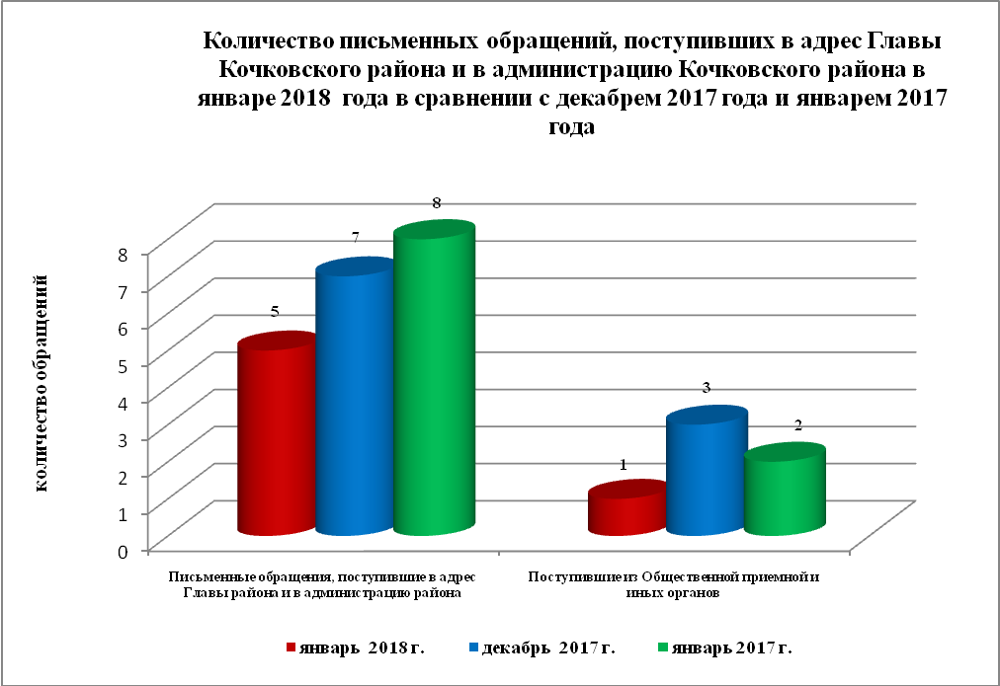 Количество письменных обращений, поступивших в адрес Главы
Кочковского района и в администрацию Кочковского района в
январе 2018 года в сравнении с декабрем 2017 года и январем 2017
года
количество обращений
8
7
6
5
4
3
2
1
0
5
7
8
1
3
2
Письменные обращения, поступившие в адрес
Главы района и в администрацию района
Поступившие из Общественной приемной и
иных органов
январь 2018 г.
декабрь 2017 г.
январь 2017 г.